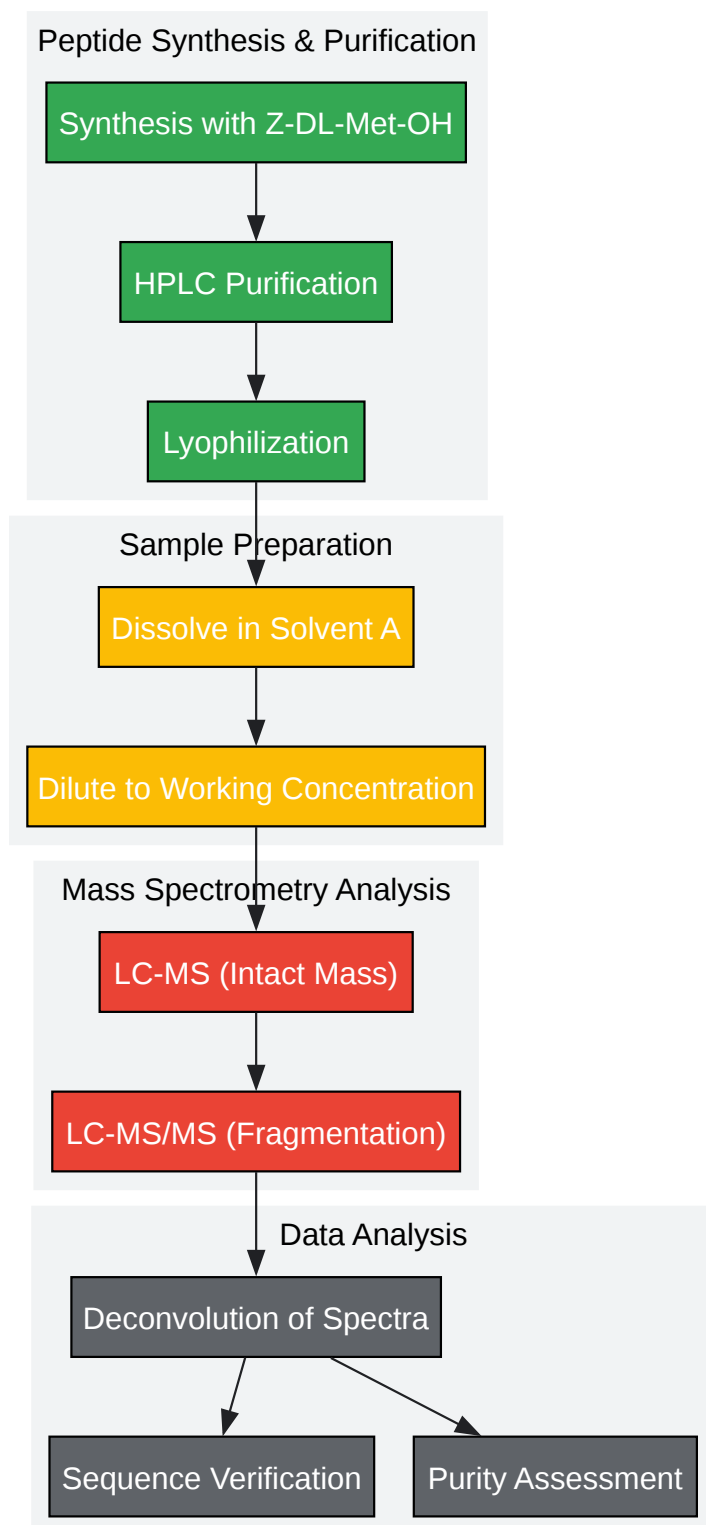 Peptide Synthesis & Purification
Synthesis with Z-DL-Met-OH
HPLC Purification
Lyophilization
Sample Preparation
Dissolve in Solvent A
Dilute to Working Concentration
Mass Spectrometry Analysis
LC-MS (Intact Mass)
LC-MS/MS (Fragmentation)
Data Analysis
Deconvolution of Spectra
Sequence Verification
Purity Assessment